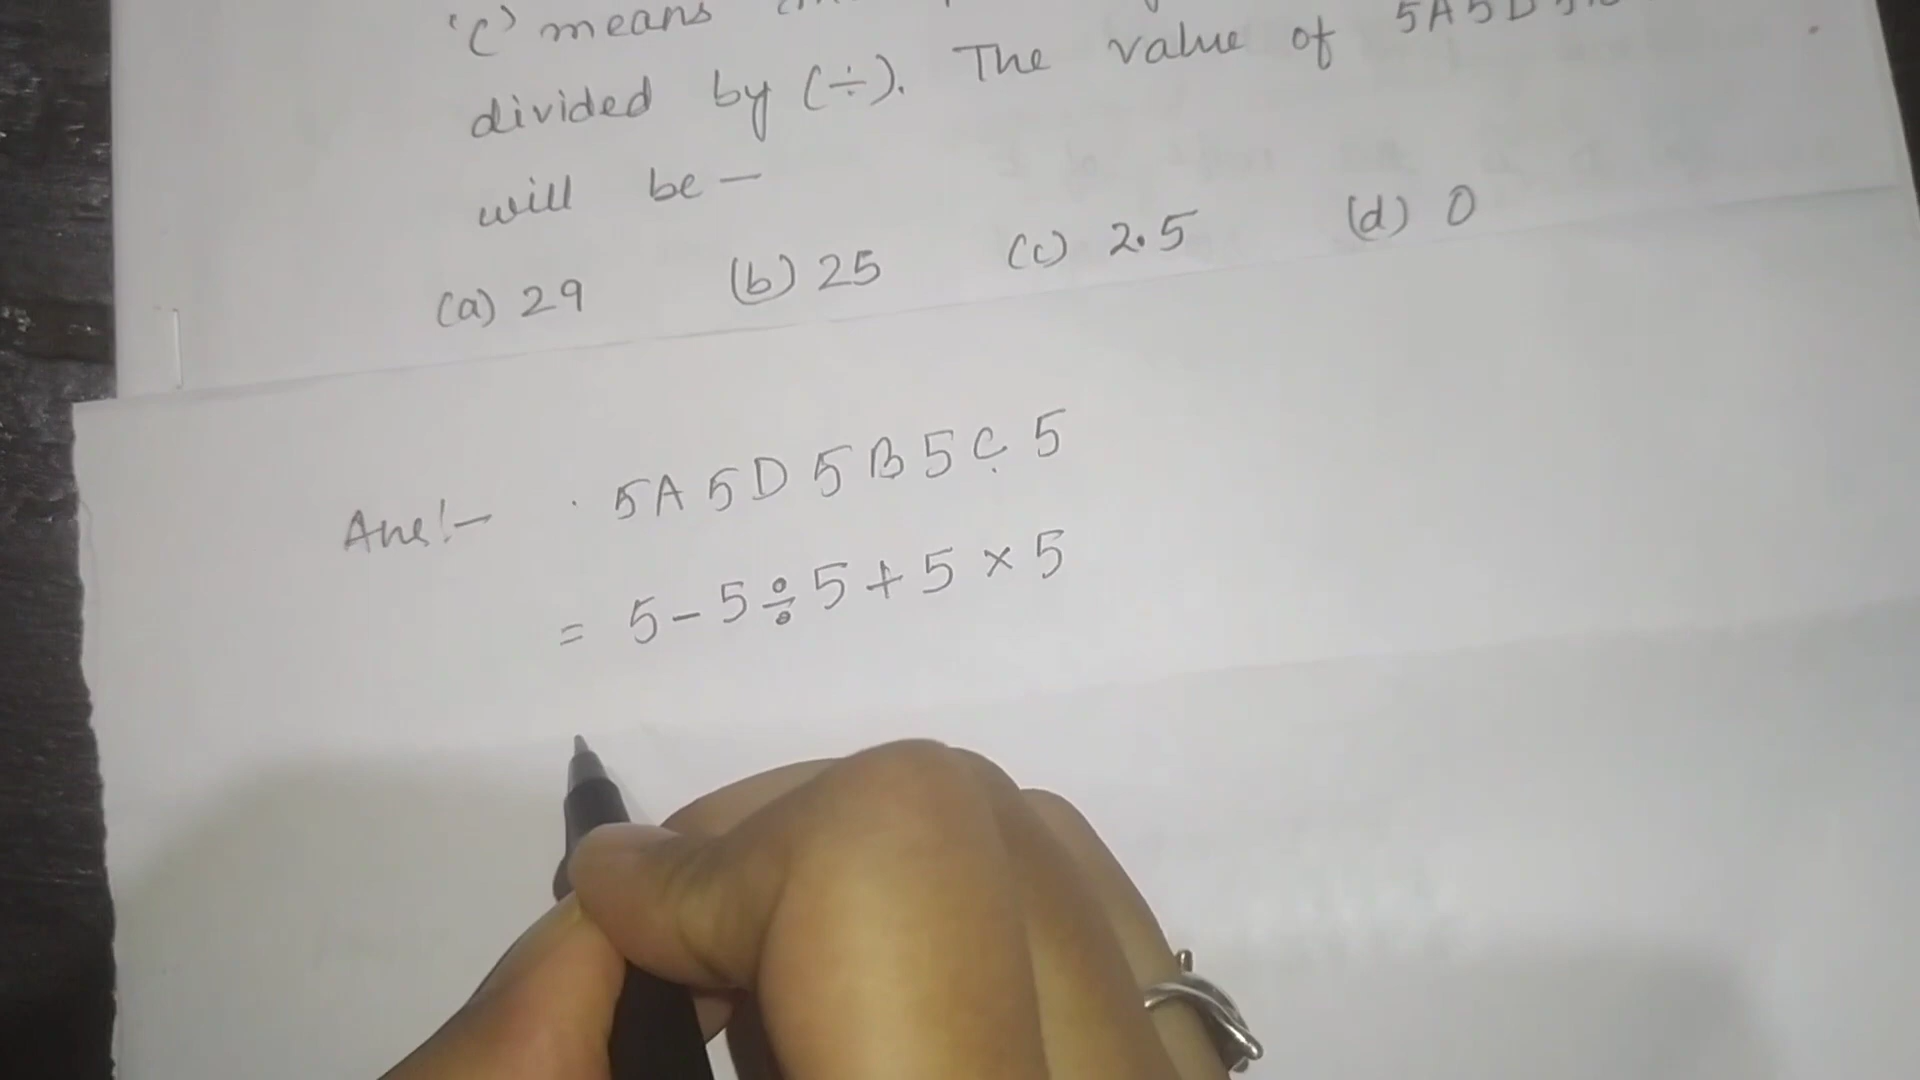 'C' means
divided by (÷). The value of 5A5D
will be —
(a) 29 (b) 25 (c) 2.5 (d) 0
Ans!— 5A5D5B5C5
= 5-5÷5+5×5